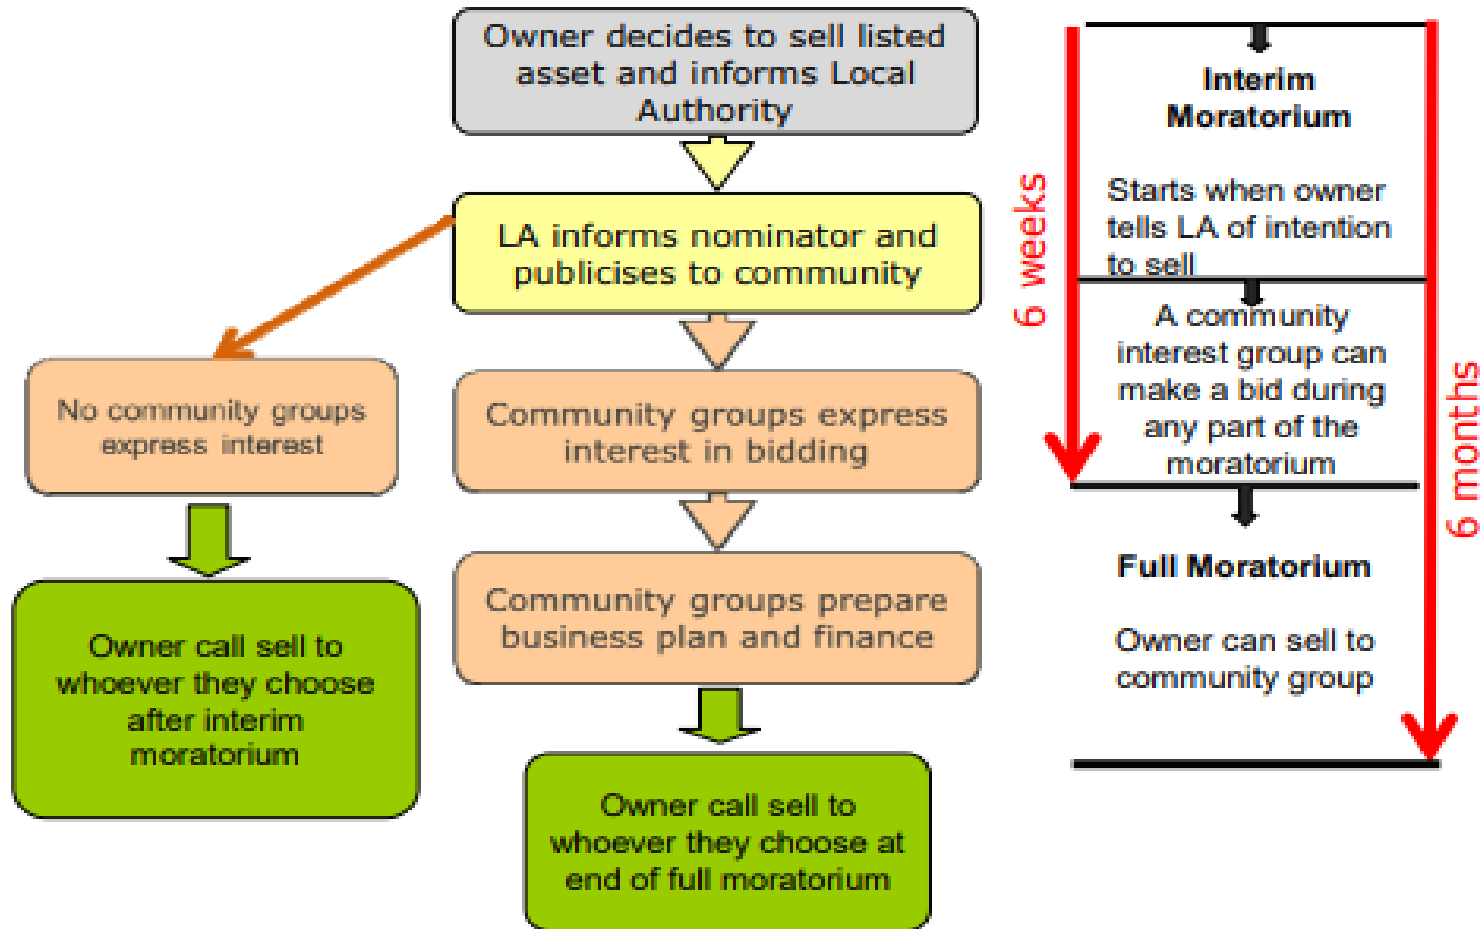 Owner decides to sell listed
asset and informs Local
Authority
LA informs nominator and
publicises to community
No community groups
express interest
Community groups express
interest in bidding
Community groups prepare
business plan and finance
Owner call sell to
whoever they choose
after interim
moratorium
Owner call sell to
whoever they choose at
end of full moratorium
6 weeks
Interim
Moratorium
Starts when owner
tells LA of intention
to sell
A community
interest group can
make a bid during
any part of the
moratorium
Full Moratorium
Owner can sell to
community group
6 months